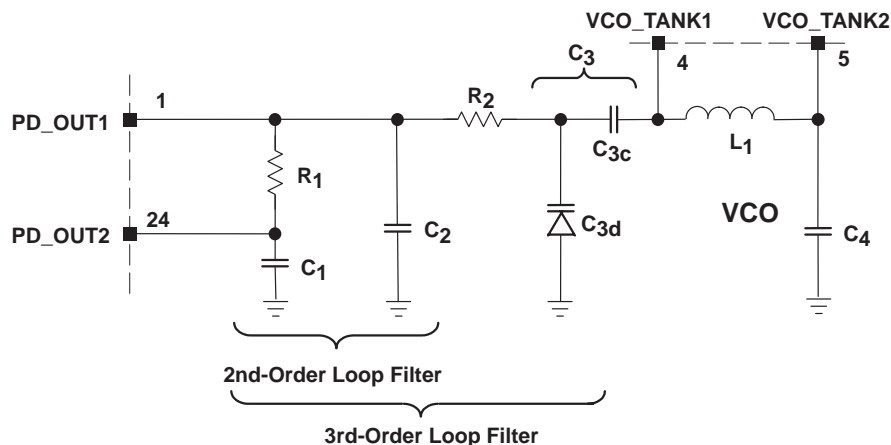 VCO_TANK1 VCO_TANK2
C3
4 5
1
R2
PD_OUT1
C3c
L1
R1
24
VCO
PD_OUT2
C2
C3d
C4
C1
2nd-Order Loop Filter
3rd-Order Loop Filter